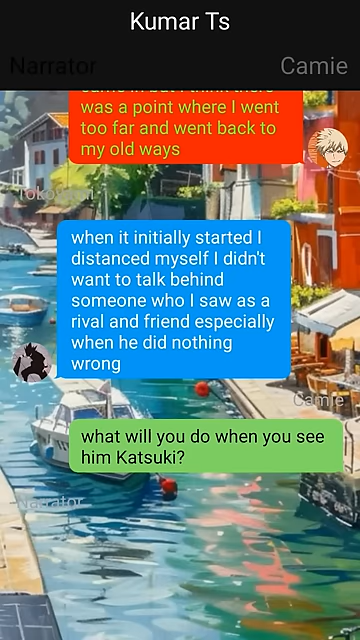 Kumar Ts
Narrator
Camie
was a point where I went
too far and went back to
my old ways
when it initially started I
distanced myself I didn't
want to talk behind
someone who I saw as a
rival and friend especially
when he did nothing
wrong
Camie
what will you do when you see
him Katsuki?
Narrator